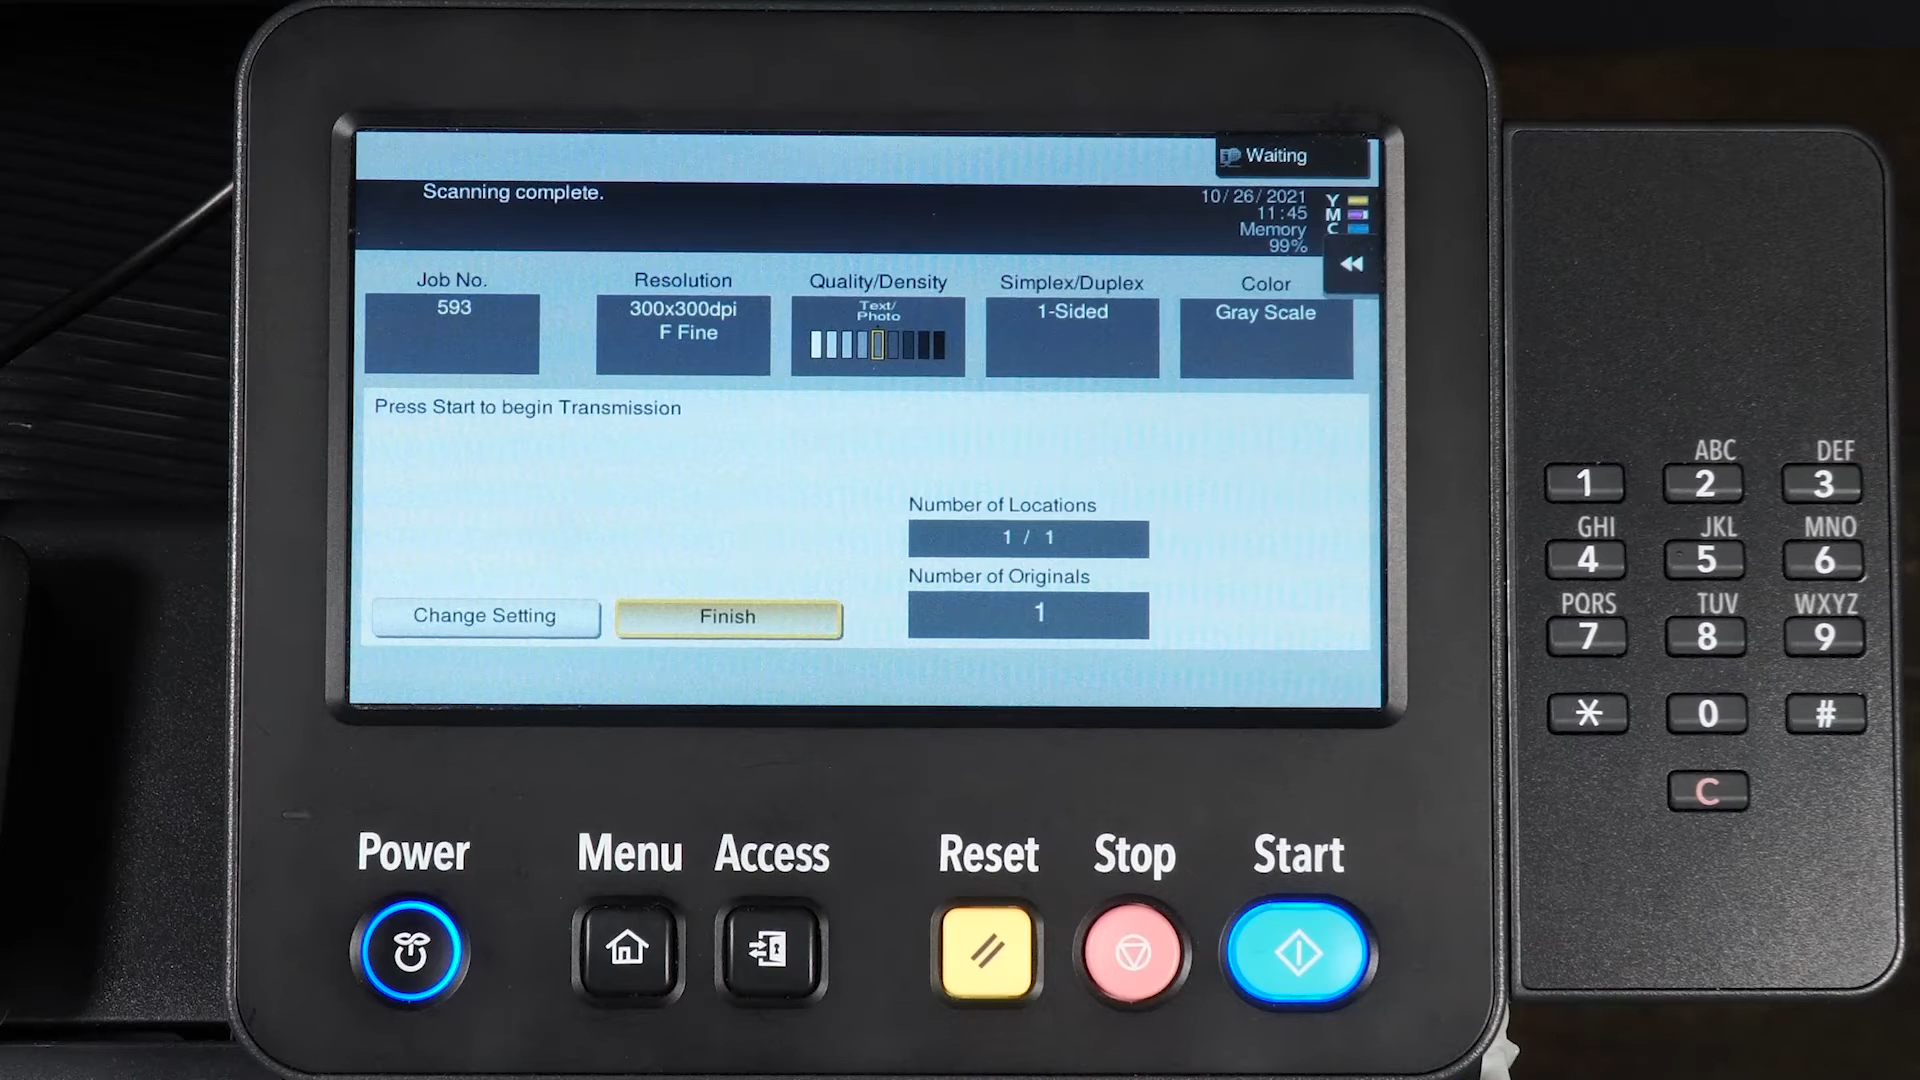 Waiting
Scanning complete.
10/26/2021
11:45
Memory
99%
Y
M
C
Job No.
593
Resolution
300x300dpi
F Fine
Quality/Density
Text/
Photo
Simplex/Duplex
1-Sided
Color
Gray Scale
Press Start to begin Transmission
Number of Locations
1 / 1
Number of Originals
1
Change Setting
Finish
ABC
DEF
1
2
3
GHI
JKL
MNO
4
5
6
PQRS
TUV
WXYZ
7
8
9
*
0
#
C
Power
Menu
Access
Reset
Stop
Start